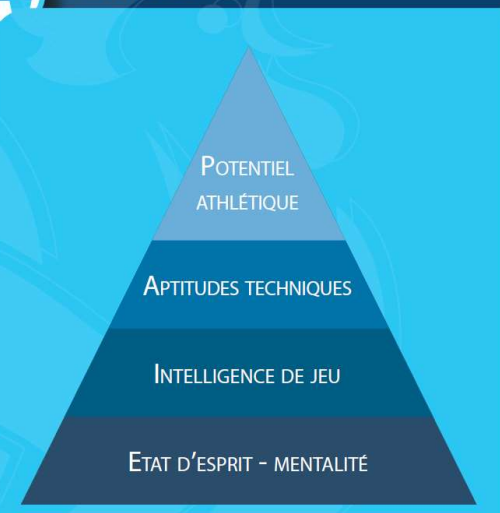 Potentiel
athlétique
Aptitudes techniques
Intelligence de jeu
Etat d'esprit - mentalité